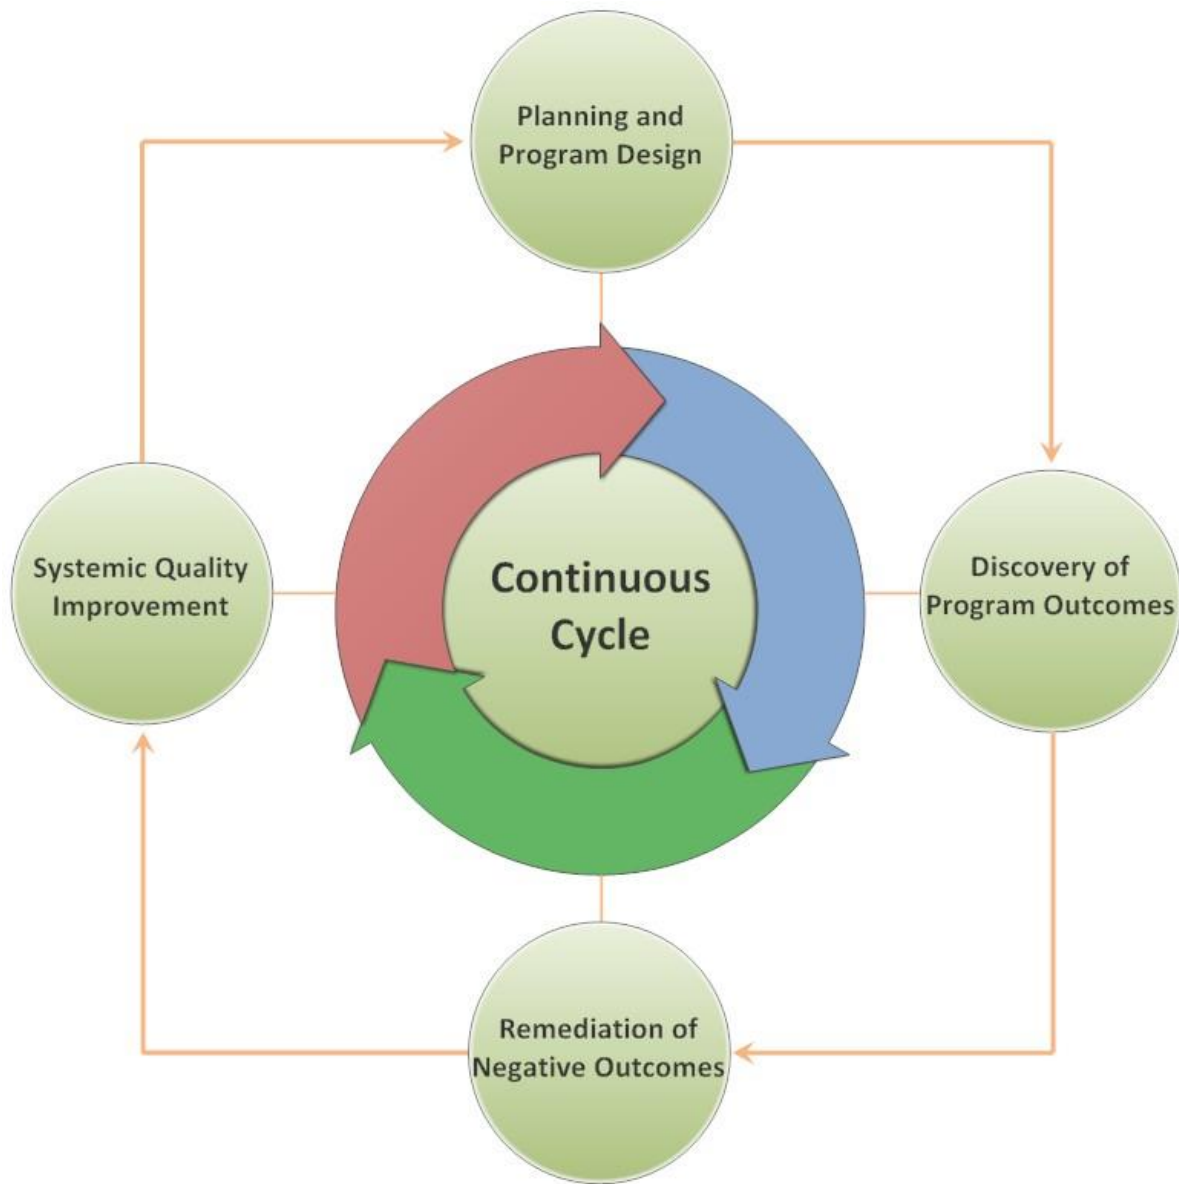 Planning and
Program Design
Systemic Quality
Improvement
Continuous
Cycle
Discovery of
Program Outcomes
Remediation of
Negative Outcomes